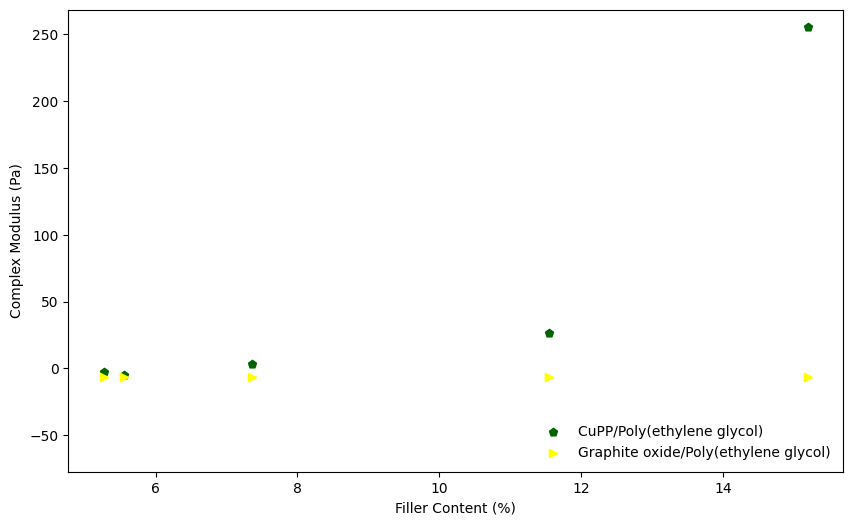 250
200
150
100
50
0
−50
Complex Modulus (Pa)
CuPP/Poly(ethylene glycol)
Graphite oxide/Poly(ethylene glycol)
6 8 10 12 14
Filler Content (%)